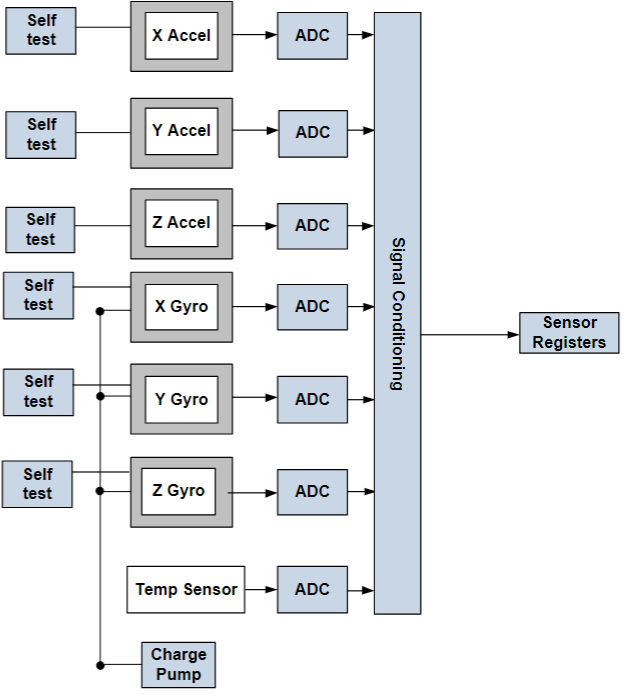 Self
test
X Accel
ADC
Self
test
Y Accel
ADC
Self
test
Z Accel
ADC
Self
test
X Gyro
ADC
Self
test
Y Gyro
ADC
Self
test
Z Gyro
ADC
Temp Sensor
ADC
Charge
Pump
Signal Conditioning
Sensor
Registers